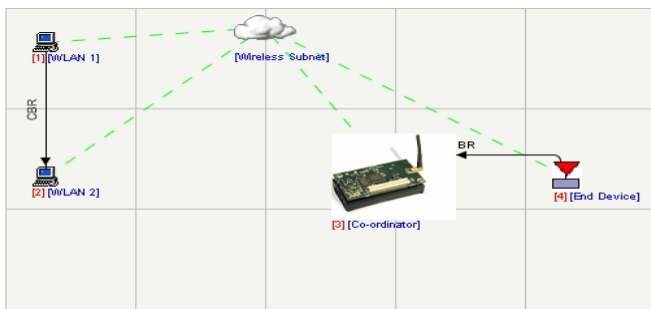 [1] [WLAN 1]
[Wireless Subnet]
CBR
BR
[2] [WLAN 2]
[4] [End Device]
[3] [Co-ordinator]